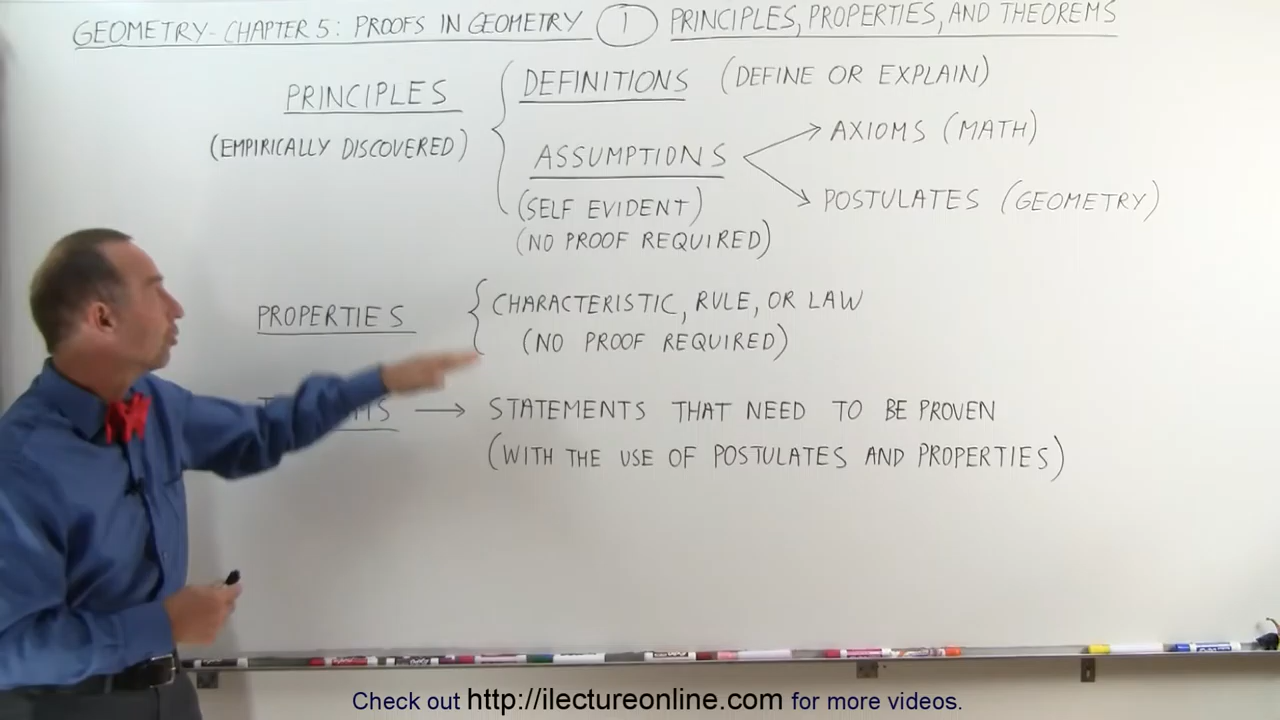 GEOMETRY - CHAPTER 5: PROOFS IN GEOMETRY 1 PRINCIPLES, PROPERTIES, AND THEOREMS
PRINCIPLES
(EMPIRICALLY DISCOVERED)
DEFINITIONS (DEFINE OR EXPLAIN)
ASSUMPTIONS
(SELF EVIDENT)
(NO PROOF REQUIRED)
AXIOMS (MATH)
POSTULATES (GEOMETRY)
PROPERTIES
CHARACTERISTIC, RULE, OR LAW
(NO PROOF REQUIRED)
STATEMENTS THAT NEED TO BE PROVEN
(WITH THE USE OF POSTULATES AND PROPERTIES)
Check out http://ilectureonline.com for more videos.